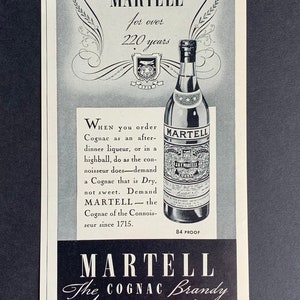 MARTELL
for over
220 years
WHEN you order
Cognac as an after-
dinner liqueur, or in a
highball, do as the con-
noisseur does—demand
a Cognac that is Dry,
not sweet. Demand
MARTELL — the
Cognac of the Connois-
seur since 1715.
MARTELL
84 PROOF
MARTELL
The COGNAC Brandy